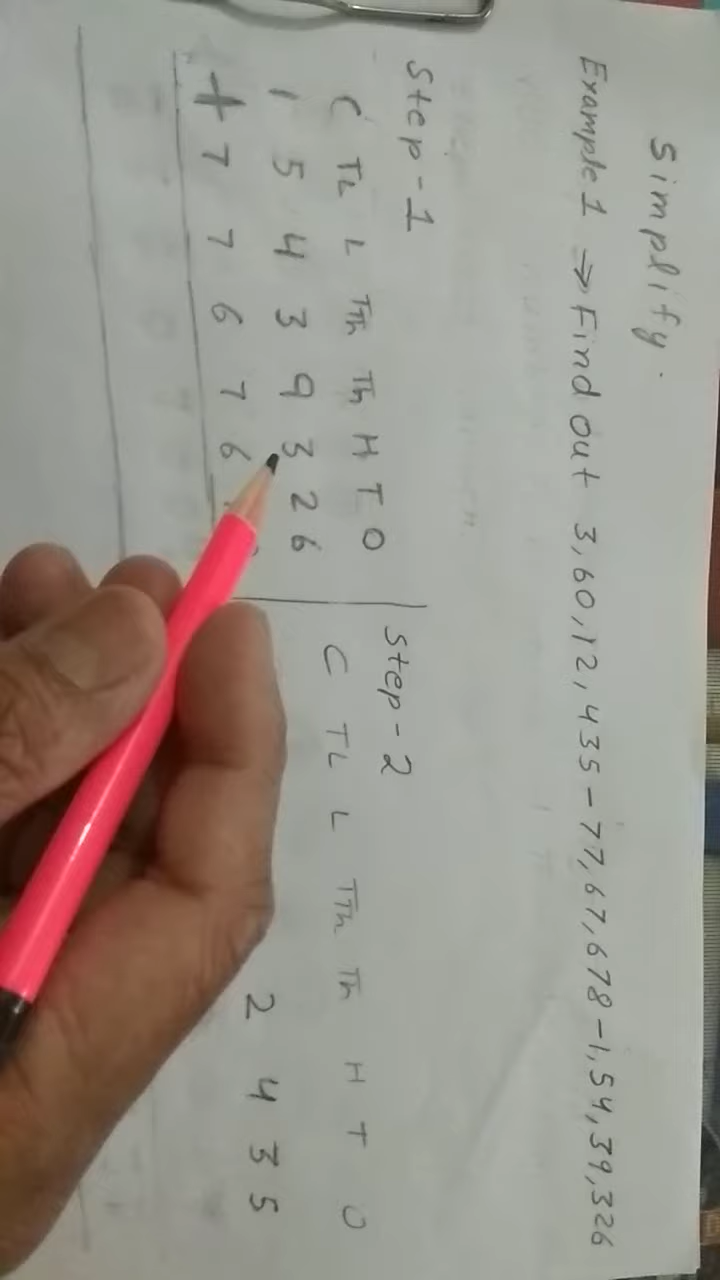 Simplify.
Example 1 → Find out 3,60,12,435-77,67,678-1,54,39,326
Step-1
C TL L TTh Th H T O
1 5 4 3 9 3 2 6
+ 7 7 6 7 6
Step-2
C TL L TTh Th H T O
2 4 3 5